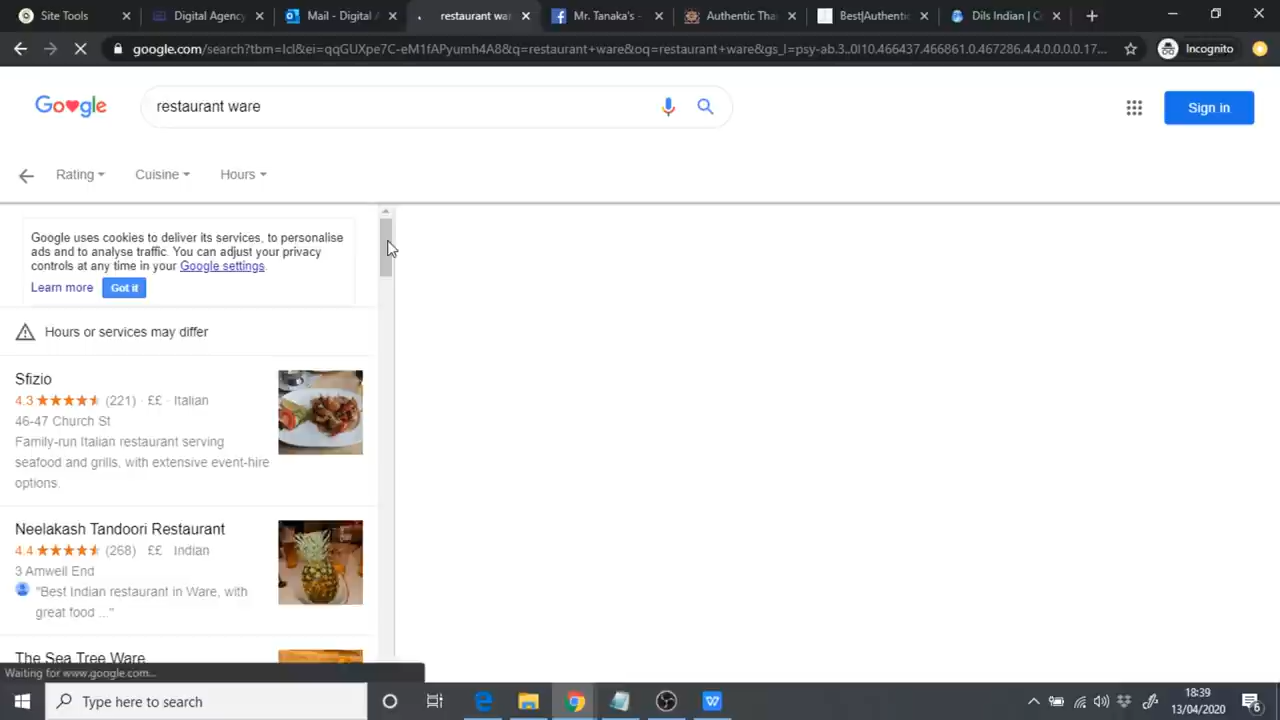 Site Tools
Digital Agency
Mail - Digital A
restaurant war
Mr. Tanaka's -
Authentic Tha
Best|Authentic
Dils Indian | C
google.com/search?tbm=lcl&ei=qqGUXpe7C-eM1fAPyumh4A8&q=restaurant+ware&oq=restaurant+ware&gs_l=psy-ab.3..0l10.466437.466861.0.467286.4.4.0.0.0.0.17...
Incognito
Google
restaurant ware
Sign in
Rating
Cuisine
Hours
Google uses cookies to deliver its services, to personalise
ads and to analyse traffic. You can adjust your privacy
controls at any time in your Google settings.
Learn more
Got it
Hours or services may differ
Sfizio
4.3 (221) · ££ · Italian
46-47 Church St
Family-run Italian restaurant serving
seafood and grills, with extensive event-hire
options.
Neelakash Tandoori Restaurant
4.4 (268) ££ Indian
3 Amwell End
"Best Indian restaurant in Ware, with
great food ..."
The Sea Tree Ware
Waiting for www.google.com...
Type here to search
18:39
13/04/2020
6